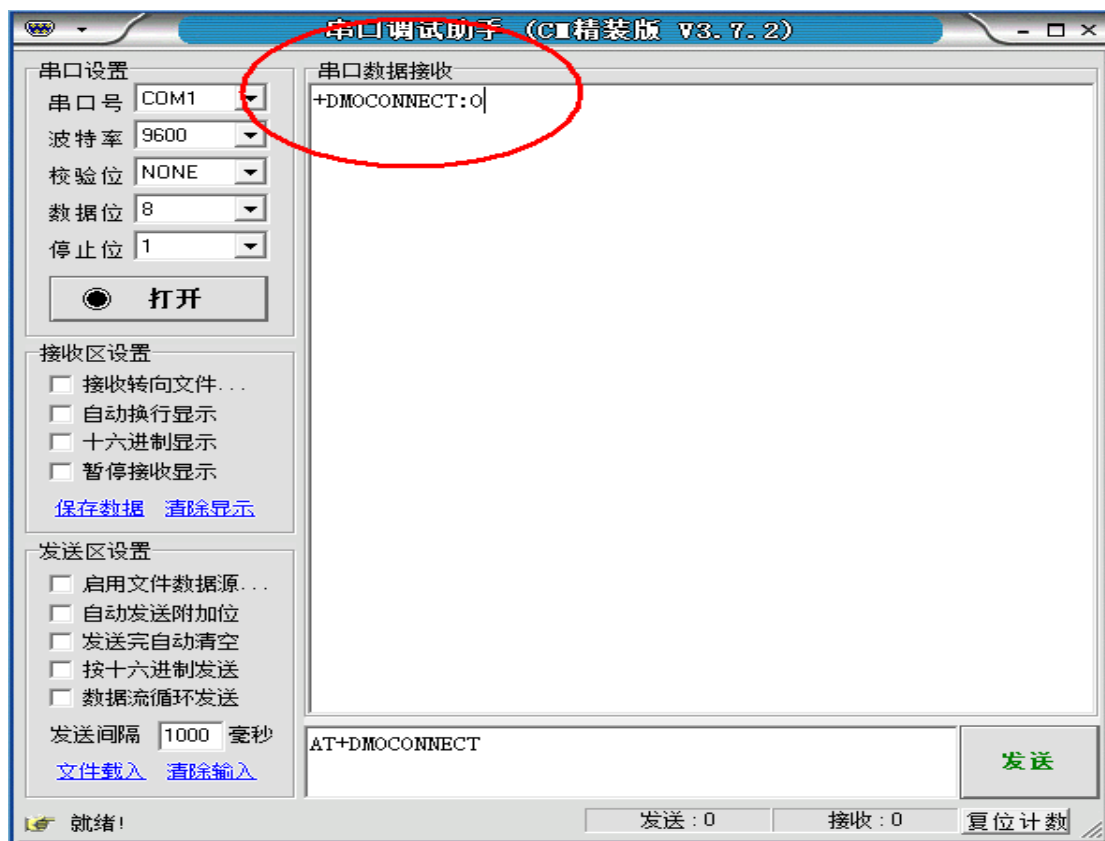 串口调试助手 (CM精装版 V3.7.2)
串口设置
串口号 COM1
波特率 9600
校验位 NONE
数据位 8
停止位 1
打开
接收区设置
接收转向文件...
自动换行显示
十六进制显示
暂停接收显示
保存数据 清除显示
发送区设置
启用文件数据源...
自动发送附加位
发送完自动清空
按十六进制发送
数据流循环发送
发送间隔 1000 毫秒
文件载入 清除输入
串口数据接收
+DMOCONNECT:0
AT+DMOCONNECT
发送
就绪!
发送:0 接收:0 复位计数